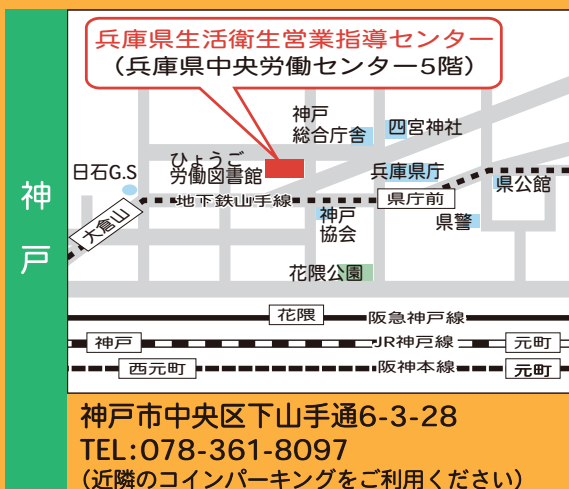 神戸
兵庫県生活衛生営業指導センター
（兵庫県中央労働センター5階）
神戸
総合庁舎
四宮神社
日石G.S
ひょうご
労働図書館
兵庫県庁
県公館
地下鉄山手線
県庁前
大倉山
神戸
協会
県警
花隈公園
花隈
阪急神戸線
神戸
JR神戸線
元町
西元町
阪神本線
元町
神戸市中央区下山手通6-3-28
TEL:078-361-8097
（近隣のコインパーキングをご利用ください）